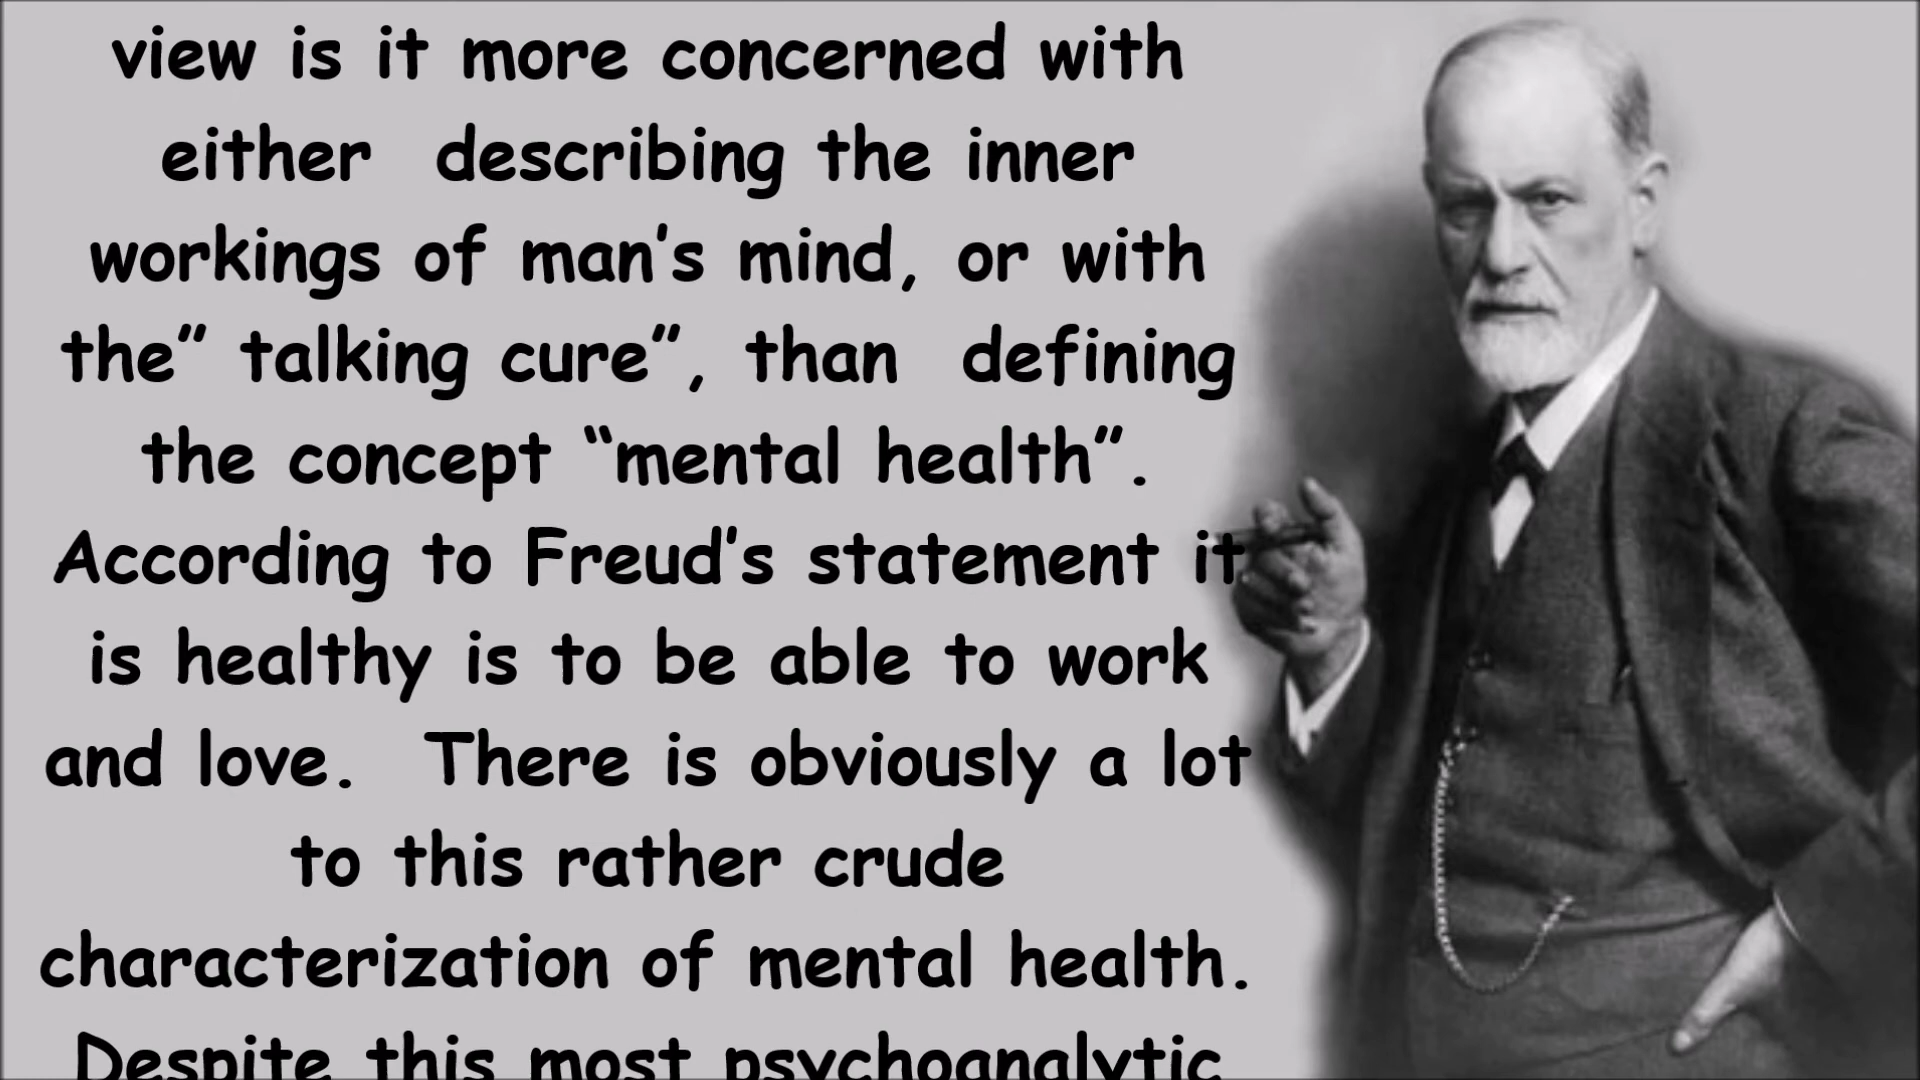 view is it more concerned with
either  describing the inner
workings of man's mind, or with
the” talking cure”, than  defining
the concept “mental health”.
According to Freud's statement it
is healthy is to be able to work
and love.  There is obviously a lot
to this rather crude
characterization of mental health.
Despite this most psychoanalytic